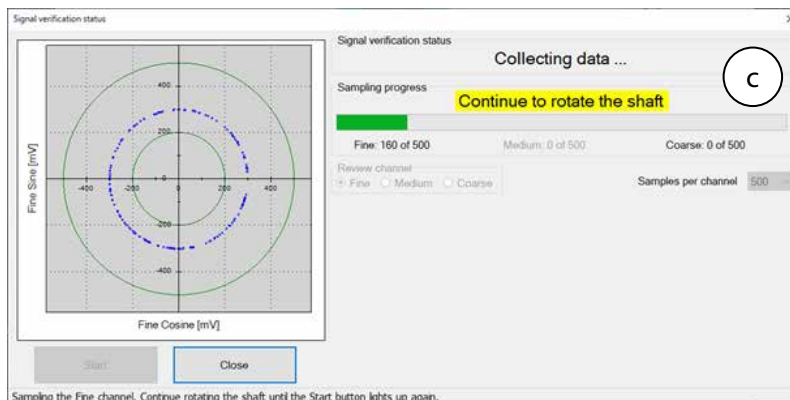 Signal verification status
Signal verification status
Collecting data ...
C
Sampling progress
Continue to rotate the shaft
Fine: 160 of 500 Medium: 0 of 500 Coarse: 0 of 500
Review channel
Fine Medium Coarse
Samples per channel 500
Fine Sine [mV]
400
200
-400 -200 0 200 400
-200
-400
Fine Cosine [mV]
Start Close
Sampling the Fine channel. Continue rotating the shaft until the Start button lights up again.